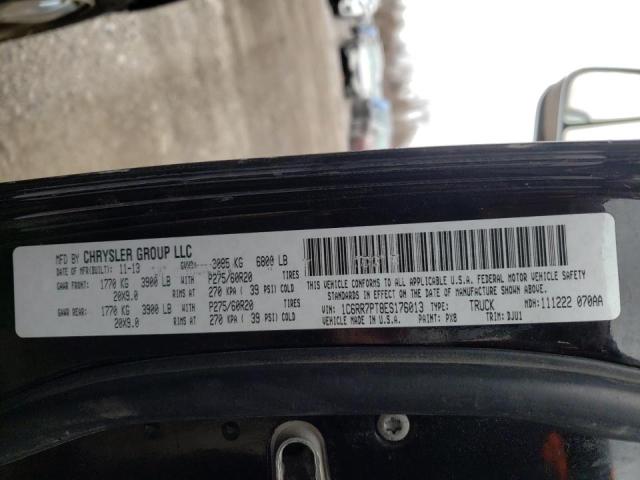 MFD BY CHRYSLER GROUP LLC
DATE OF MFR(BUILT): 11-13 GVWR 3085 KG 6800 LB
GAWR FRONT: 1770 KG 3900 LB WITH P275/60R20 TIRES
20X9.0 RIMS AT 270 KPA ( 39 PSI) COLD
GAWR REAR: 1770 KG 3900 LB WITH P275/60R20 TIRES
20X9.0 RIMS AT 270 KPA ( 39 PSI) COLD
THIS VEHICLE CONFORMS TO ALL APPLICABLE U.S.A. FEDERAL MOTOR VEHICLE SAFETY
STANDARDS IN EFFECT ON THE DATE OF MANUFACTURE SHOWN ABOVE.
VIN: 1C6RR7PT8ES176013 TYPE: TRUCK MDH: 111222 070AA
VEHICLE MADE IN U.S.A. PAINT: PX8 TRIM: DJU1